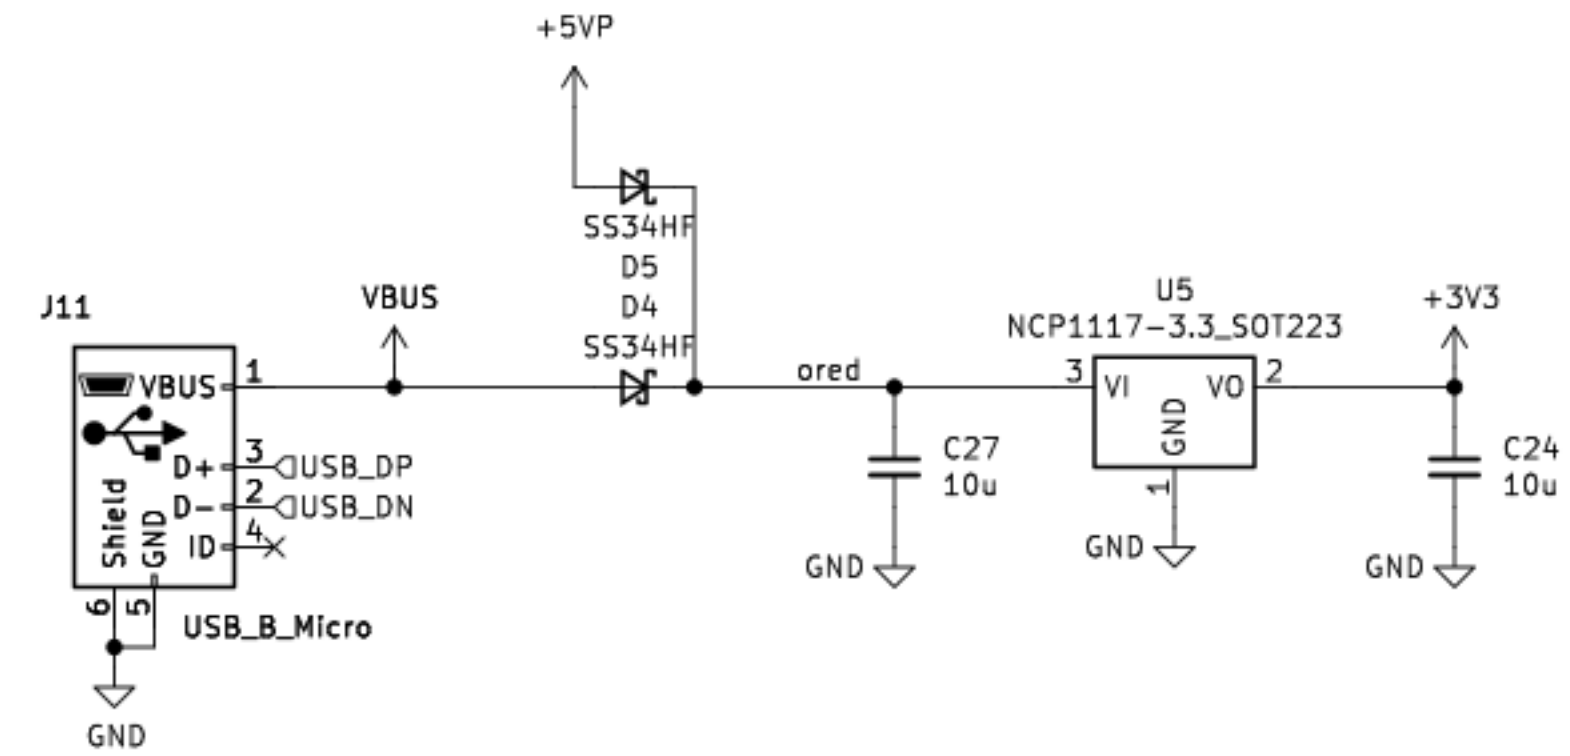 +5VP
SS34HF
D5
D4
SS34HF
J11
VBUS
ored
U5
NCP1117-3.3_SOT223
+3V3
VBUS
1
D+
3
USB_DP
D-
2
USB_DN
ID
4
Shield
GND
6
5
USB_B_Micro
GND
3
VI
VO
2
GND
1
GND
C27
10u
GND
C24
10u
GND